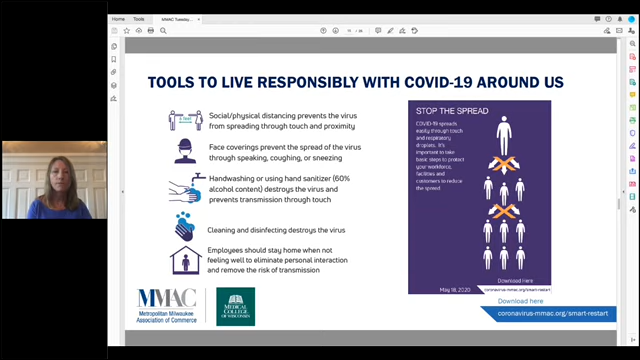 Home
Tools
MMAC Tuesday...
TOOLS TO LIVE RESPONSIBLY WITH COVID-19 AROUND US
Social/physical distancing prevents the virus
from spreading through touch and proximity
Face coverings prevent the spread of the virus
through speaking, coughing, or sneezing
Handwashing or using hand sanitizer (60%
alcohol content) destroys the virus and
prevents transmission through touch
Cleaning and disinfecting destroys the virus
Employees should stay home when not
feeling well to eliminate personal interaction
and remove the risk of transmission
MMAC
Metropolitan Milwaukee
Association of Commerce
MEDICAL
COLLEGE
OF WISCONSIN
STOP THE SPREAD
COVID-19 spreads
easily through touch
and respiratory
droplets. It's
important to take
basic steps to protect
your workforce,
facilities and
customers to reduce
the spread
Download here
May 18, 2020
coronavirus-mmac.org/smart-restart
Download here
coronavirus-mmac.org/smart-restart